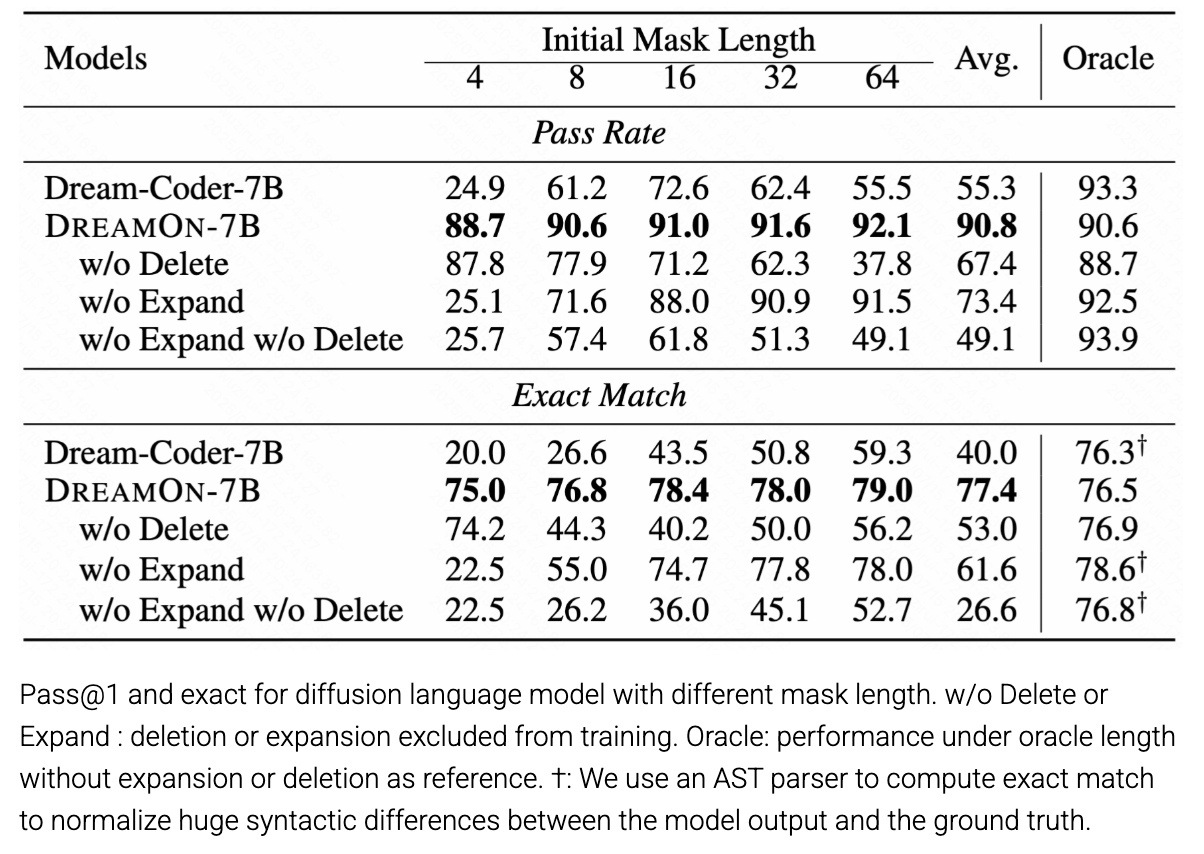 Models Initial Mask Length Avg. Oracle
4 8 16 32 64
Pass Rate
Dream-Coder-7B 24.9 61.2 72.6 62.4 55.5 55.3 93.3
DREAMON-7B 88.7 90.6 91.0 91.6 92.1 90.8 90.6
w/o Delete 87.8 77.9 71.2 62.3 37.8 67.4 88.7
w/o Expand 25.1 71.6 88.0 90.9 91.5 73.4 92.5
w/o Expand w/o Delete 25.7 57.4 61.8 51.3 49.1 49.1 93.9
Exact Match
Dream-Coder-7B 20.0 26.6 43.5 50.8 59.3 40.0 76.3†
DREAMON-7B 75.0 76.8 78.4 78.0 79.0 77.4 76.5
w/o Delete 74.2 44.3 40.2 50.0 56.2 53.0 76.9
w/o Expand 22.5 55.0 74.7 77.8 78.0 61.6 78.6†
w/o Expand w/o Delete 22.5 26.2 36.0 45.1 52.7 26.6 76.8†
Pass@1 and exact for diffusion language model with different mask length. w/o Delete or
Expand : deletion or expansion excluded from training. Oracle: performance under oracle length
without expansion or deletion as reference. †: We use an AST parser to compute exact match
to normalize huge syntactic differences between the model output and the ground truth.